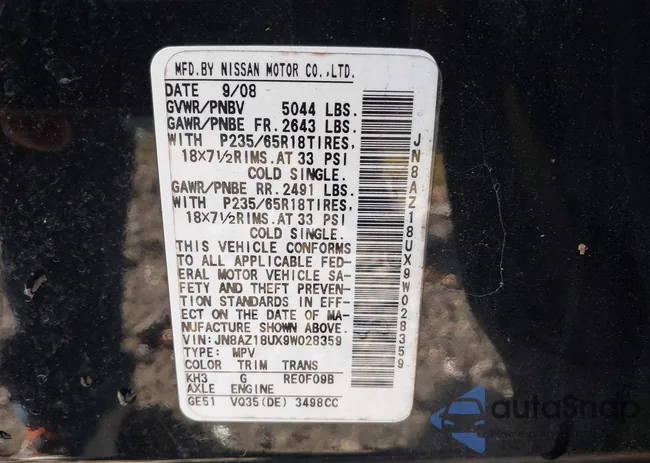 MFD.BY NISSAN MOTOR CO.,LTD.
DATE 9/08
GVWR/PNBV 5044 LBS.
GAWR/PNBE FR. 2643 LBS.
WITH P235/65R18TIRES,
18X7½RIMS.AT 33 PSI
COLD SINGLE.
GAWR/PNBE RR. 2491 LBS.
WITH P235/65R18TIRES,
18X7½RIMS.AT 33 PSI
COLD SINGLE.
THIS VEHICLE CONFORMS
TO ALL APPLICABLE FED-
ERAL MOTOR VEHICLE SA-
FETY AND THEFT PREVEN-
TION STANDARDS IN EFF-
ECT ON THE DATE OF MA-
NUFACTURE SHOWN ABOVE.
VIN: JN8AZ18UX9W028359
TYPE: MPV
COLOR TRIM TRANS
KH3 G RE0F09B
AXLE ENGINE
GE51 VQ35(DE) 3498CC
JN8AZ18UX9W028359
autoSnap